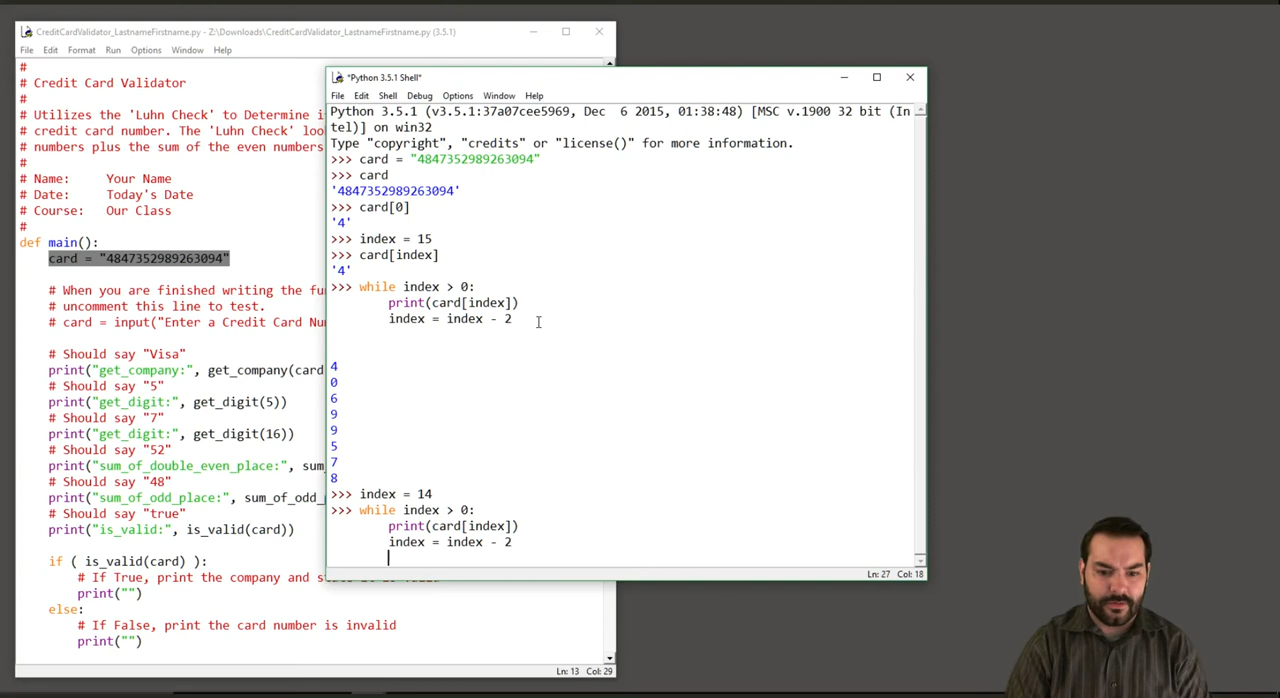 CreditCardValidator_LastnameFirstname.py - Z:\Downloads\CreditCardValidator_LastnameFirstname.py (3.5.1)
File Edit Format Run Options Window Help
#
# Credit Card Validator
#
# Utilizes the 'Luhn Check' to Determine i
# credit card number. The 'Luhn Check' loo
# numbers plus the sum of the even numbers
#
# Name: Your Name
# Date: Today's Date
# Course: Our Class
#
def main():
card = "4847352989263094"
# When you are finished writing the fu
# uncomment this line to test.
# card = input("Enter a Credit Card Nu
# Should say "Visa"
print("get_company:", get_company(card
# Should say "5"
print("get_digit:", get_digit(5))
# Should say "7"
print("get_digit:", get_digit(16))
# Should say "52"
print("sum_of_double_even_place:", sum_
# Should say "48"
print("sum_of_odd_place:", sum_of_odd_p
# Should say "true"
print("is_valid:", is_valid(card))
if ( is_valid(card) ):
# If True, print the company and
print("")
else:
# If False, print the card number is invalid
print("")
Ln: 13 Col: 29
*Python 3.5.1 Shell*
File Edit Shell Debug Options Window Help
Python 3.5.1 (v3.5.1:37a07cee5969, Dec 6 2015, 01:38:48) [MSC v.1900 32 bit (In
tel)] on win32
Type "copyright", "credits" or "license()" for more information.
>>> card = "4847352989263094"
>>> card
'4847352989263094'
>>> card[0]
'4'
>>> index = 15
>>> card[index]
'4'
>>> while index > 0:
print(card[index])
index = index - 2
4
0
6
9
9
5
7
8
>>> index = 14
>>> while index > 0:
print(card[index])
index = index - 2
Ln: 27 Col: 18